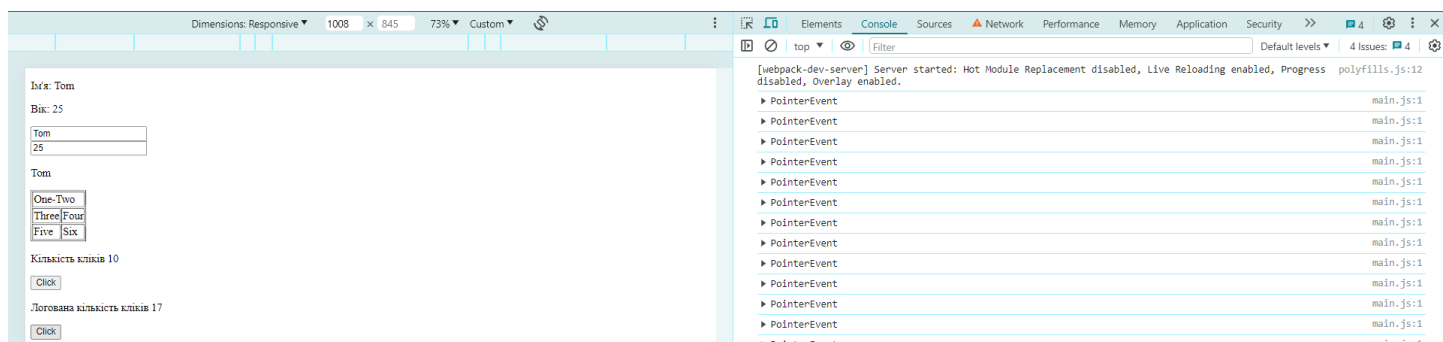 Dimensions: Responsive ▼ 1008 × 845 73% ▼ Custom ▼
Elements Console Sources Network Performance Memory Application Security >> 4
top ▼ Filter Default levels ▼ 4 Issues: 4
[webpack-dev-server] Server started: Hot Module Replacement disabled, Live Reloading enabled, Progress polyfills.js:12
disabled, Overlay enabled.
Ім'я: Tom
Вік: 25
Tom
25
Tom
One-Two
Three Four
Five Six
Кількість кліків 10
Click
Логована кількість кліків 17
Click
▶ PointerEvent main.js:1
▶ PointerEvent main.js:1
▶ PointerEvent main.js:1
▶ PointerEvent main.js:1
▶ PointerEvent main.js:1
▶ PointerEvent main.js:1
▶ PointerEvent main.js:1
▶ PointerEvent main.js:1
▶ PointerEvent main.js:1
▶ PointerEvent main.js:1
▶ PointerEvent main.js:1
▶ PointerEvent main.js:1